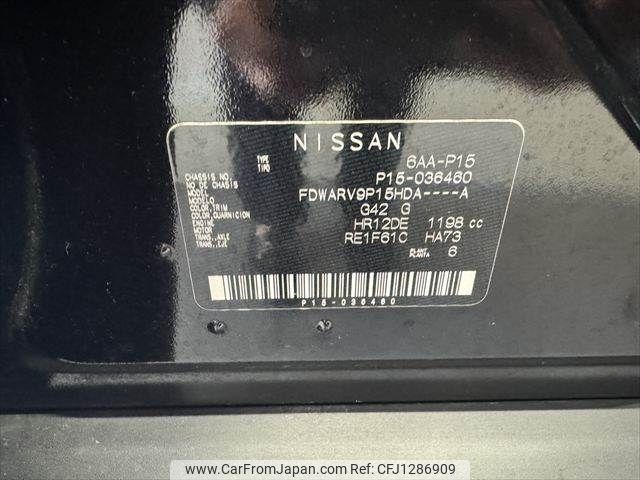 NISSAN
TYPE 6AA-P15
TIPO
CHASSIS NO. P15-036460
NO DE CHASSIS
MODEL FDWARV9P15HDA----A
MODELO
COLOR,TRIM G42 G
COLOR,GUARNICION
ENGINE HR12DE 1198 cc
MOTOR
TRANS.,AXLE RE1F61C HA73
TRANS.,EJE
PLANT 6
PLANTA
P15-036460
www.CarFromJapan.com - CFJ1286909